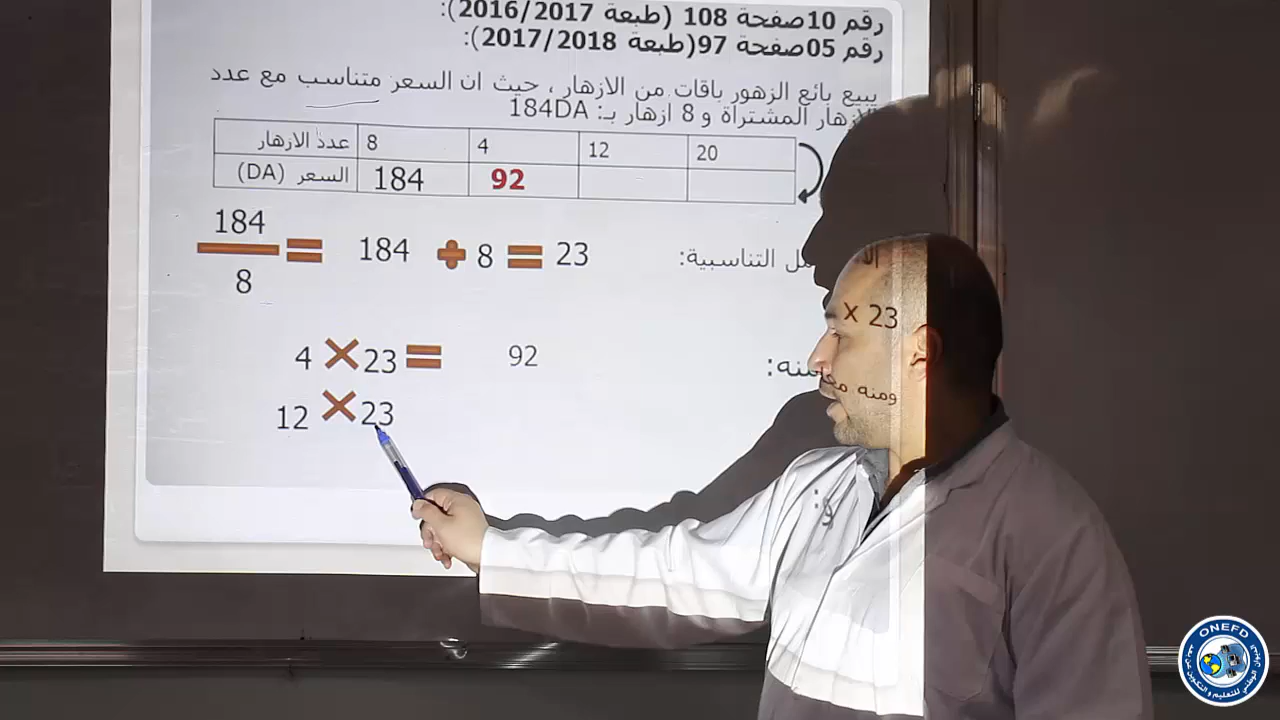 رقم 10صفحة 108 (طبعة 2016/2017):
رقم 05صفحة 97(طبعة 2017/2018):
يبيع بائع الزهور باقات من الازهار ، حيث ان السعر متناسب مع عدد
الازهار المشتراة و 8 ازهار بـ: 184DA
عدد الازهار 8 4 12 20
السعر (DA) 184 92
184
8
= 184 ÷ 8 = 23
التناسبية:
× 23
4 × 23 = 92
ومنه
12 × 23
و:
ONEFD